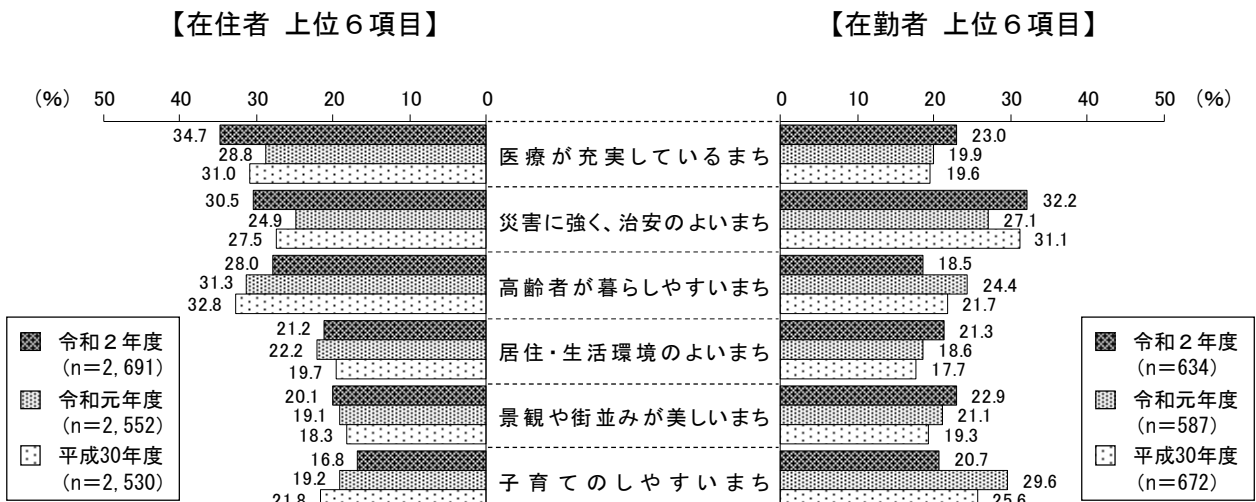 【在住者 上位６項目】 【在勤者 上位６項目】
（%） 50 40 30 20 10 0 0 10 20 30 40 50 （%）
34.7 28.8 31.0 医療が充実しているまち 23.0 19.9 19.6
30.5 24.9 27.5 災害に強く、治安のよいまち 32.2 27.1 31.1
28.0 31.3 32.8 高齢者が暮らしやすいまち 18.5 24.4 21.7
21.2 22.2 19.7 居住・生活環境のよいまち 21.3 18.6 17.7
20.1 19.1 18.3 景観や街並みが美しいまち 22.9 21.1 19.3
16.8 19.2 21.8 子育てのしやすいまち 20.7 29.6 25.6
令和２年度
（n＝2,691）
令和元年度
（n＝2,552）
平成30年度
（n＝2,530）
令和２年度
（n＝634）
令和元年度
（n＝587）
平成30年度
（n＝672）